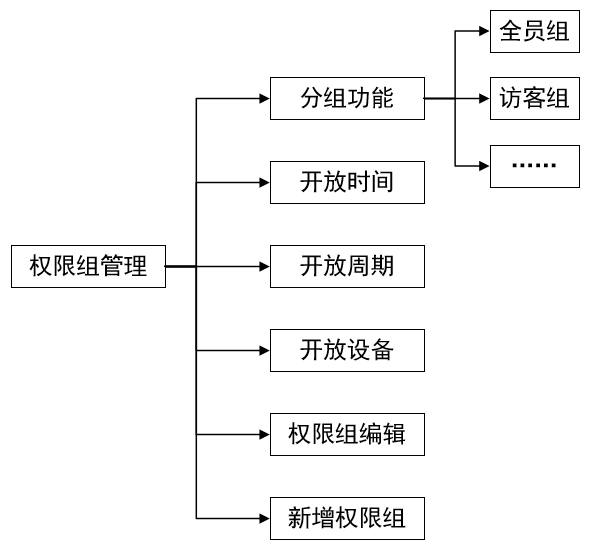 权限组管理
分组功能
全员组
访客组
······
开放时间
开放周期
开放设备
权限组编辑
新增权限组